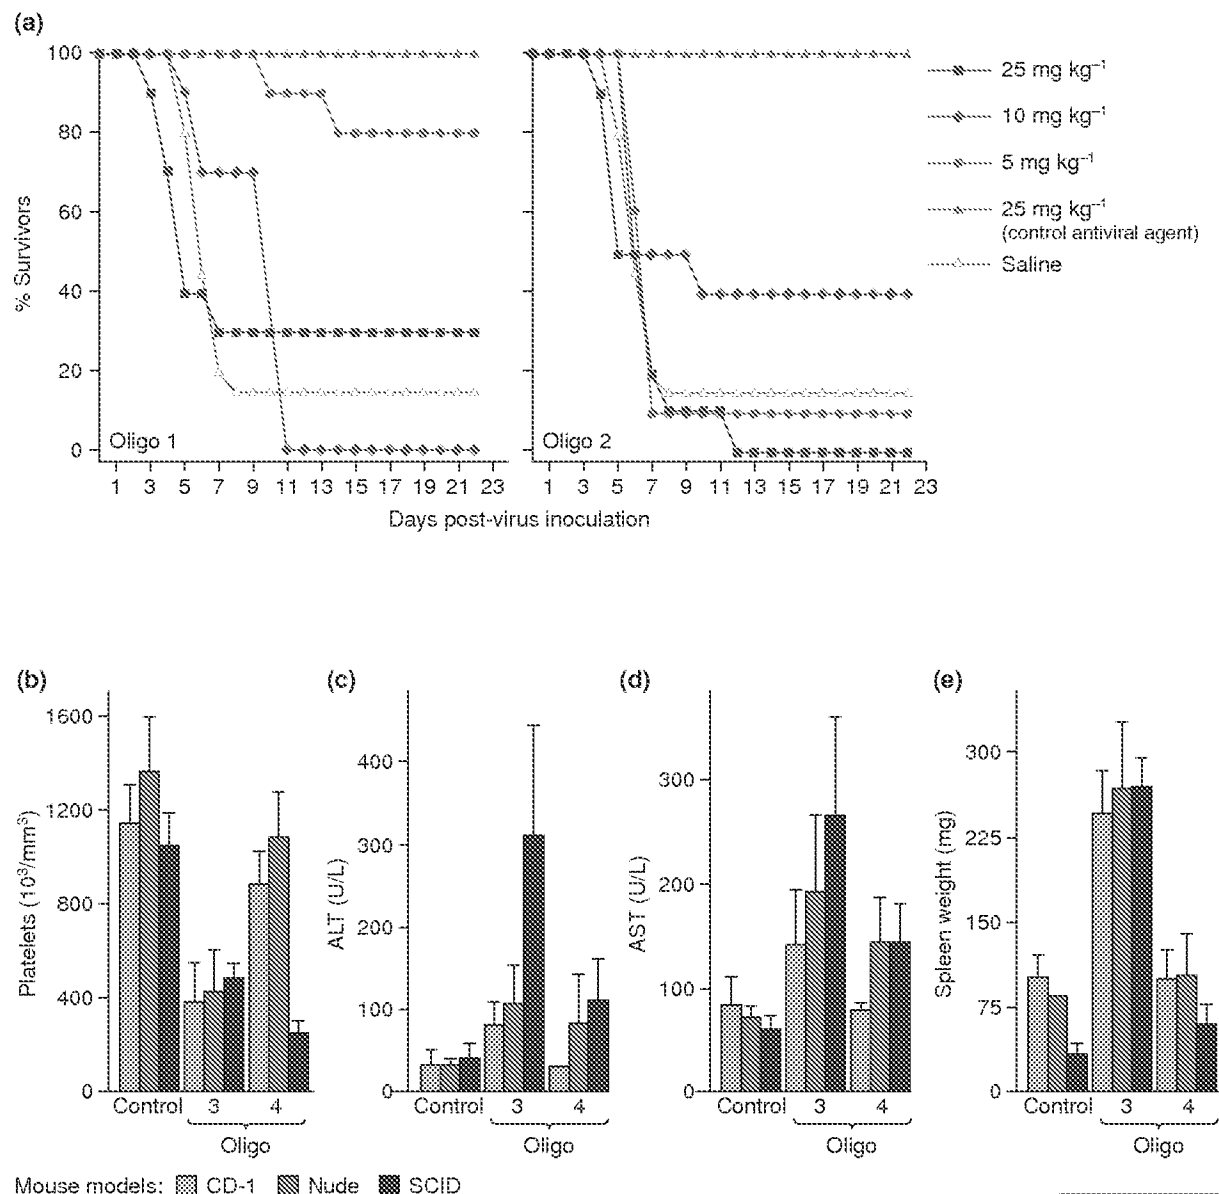 (a)
100
80
60
40
20
0
% Survivors
Oligo 1
Oligo 2
1 3 5 7 9 11 13 15 17 19 21 23
1 3 5 7 9 11 13 15 17 19 21 23
Days post-virus inoculation
25 mg kg⁻¹
10 mg kg⁻¹
5 mg kg⁻¹
25 mg kg⁻¹
(control antiviral agent)
Saline
(b)
1600
1200
800
400
0
Platelets (10³/mm³)
Control 3 4
Oligo
(c)
400
300
200
100
0
ALT (U/L)
Control 3 4
Oligo
(d)
300
200
100
0
AST (U/L)
Control 3 4
Oligo
(e)
300
225
150
75
0
Spleen weight (mg)
Control 3 4
Oligo
Mouse models: CD-1 Nude SCID